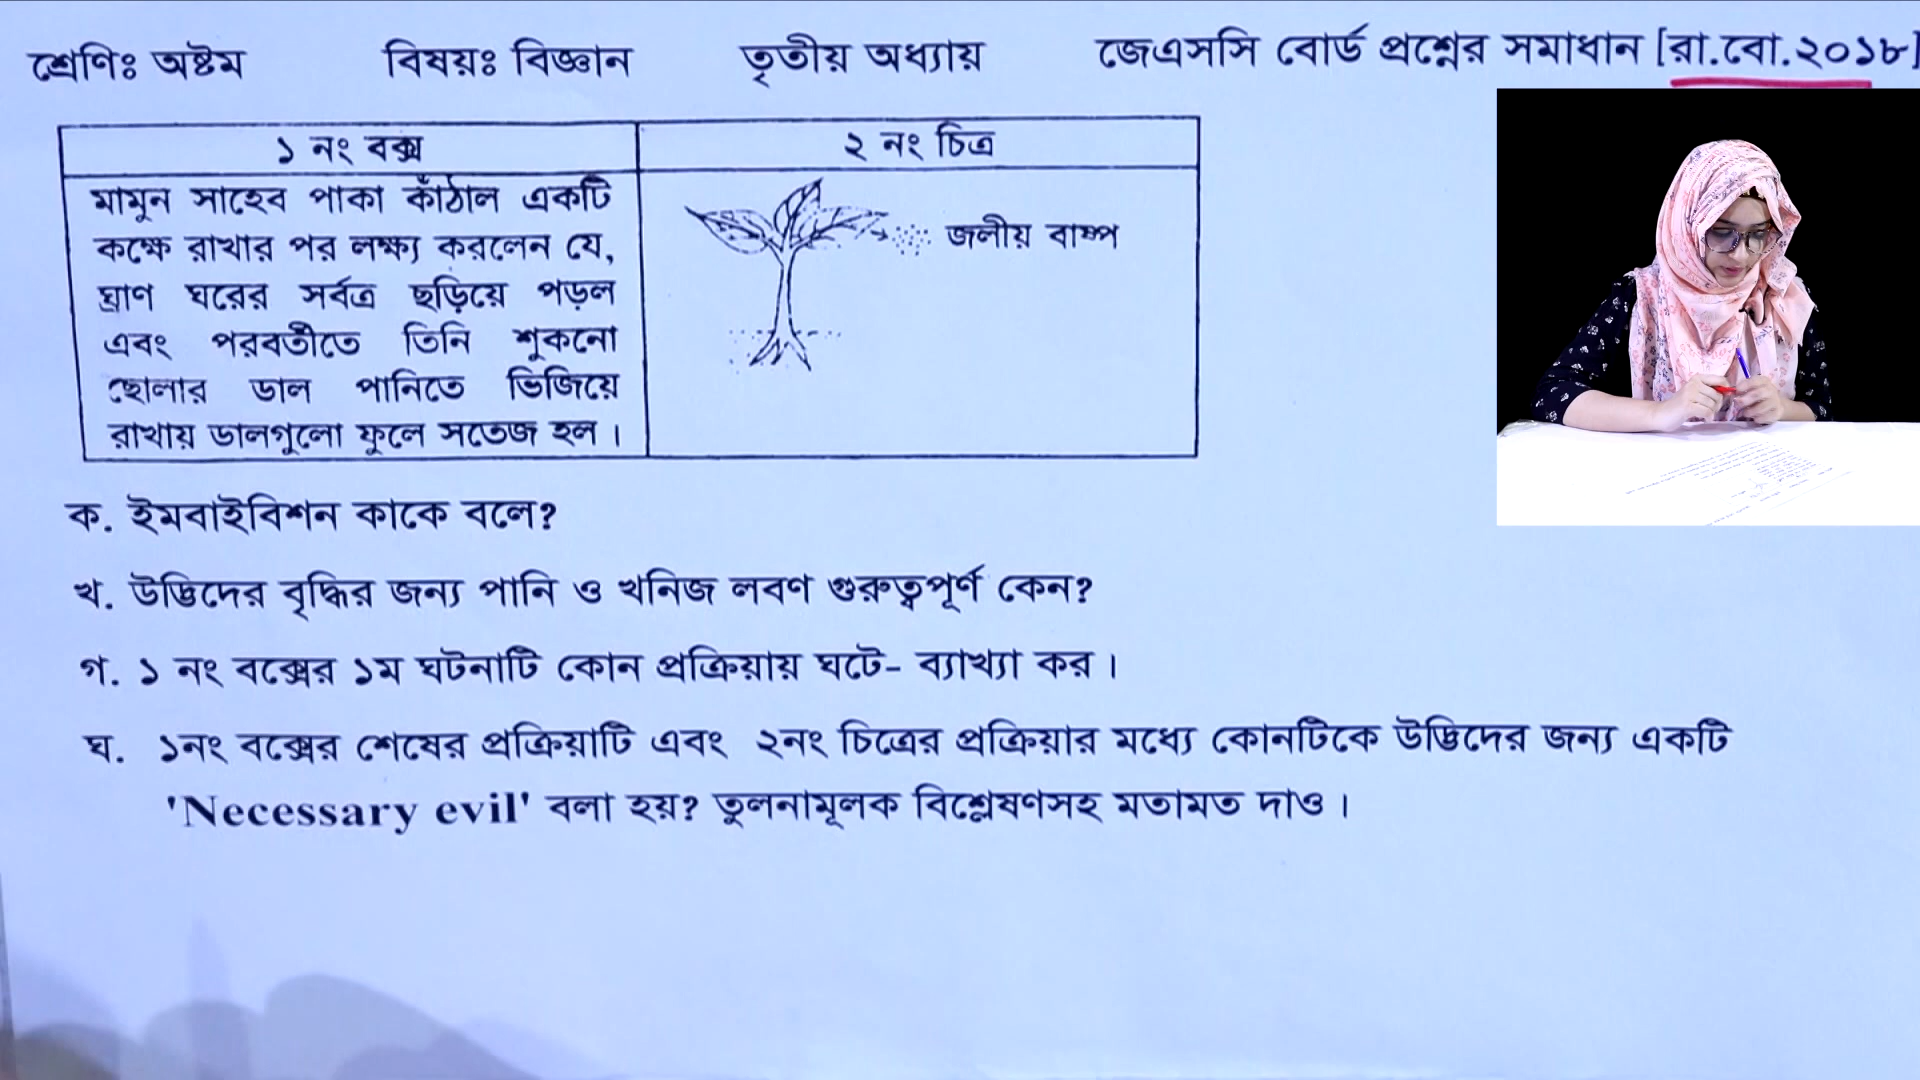 শ্রেণিঃ অষ্টম বিষয়ঃ বিজ্ঞান তৃতীয় অধ্যায় জেএসসি বোর্ড প্রশ্নের সমাধান [রা.বো.২০১৮]
১ নং বক্স
মামুন সাহেব পাকা কাঁঠাল একটি
কক্ষে রাখার পর লক্ষ্য করলেন যে,
ঘ্রাণ ঘরের সর্বত্র ছড়িয়ে পড়ল
এবং পরবর্তীতে তিনি শুকনো
ছোলার ডাল পানিতে ভিজিয়ে
রাখায় ডালগুলো ফুলে সতেজ হল।
২ নং চিত্র
জলীয় বাষ্প
ক. ইমবাইবিশন কাকে বলে?
খ. উদ্ভিদের বৃদ্ধির জন্য পানি ও খনিজ লবণ গুরুত্বপূর্ণ কেন?
গ. ১ নং বক্সের ১ম ঘটনাটি কোন প্রক্রিয়ায় ঘটে- ব্যাখ্যা কর।
ঘ. ১নং বক্সের শেষের প্রক্রিয়াটি এবং ২নং চিত্রের প্রক্রিয়ার মধ্যে কোনটিকে উদ্ভিদের জন্য একটি
'Necessary evil' বলা হয়? তুলনামূলক বিশ্লেষণসহ মতামত দাও।